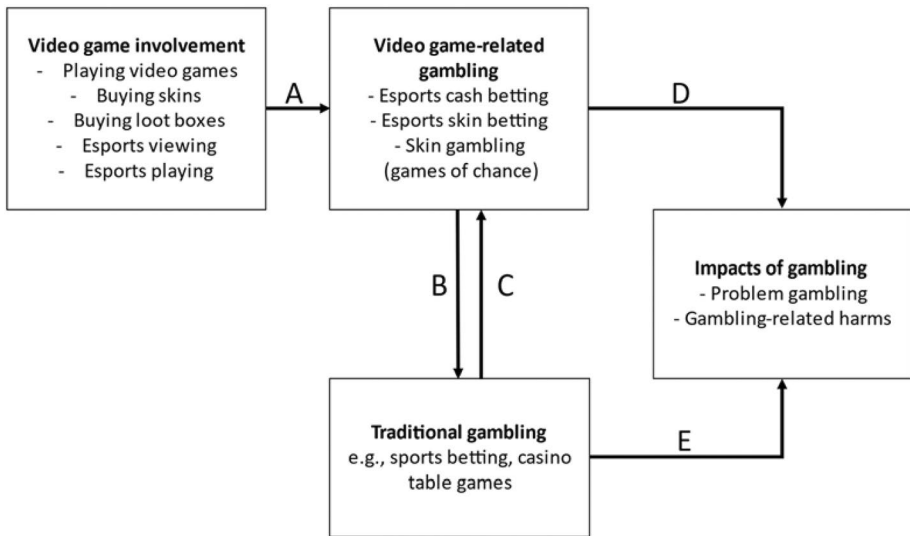 Video game involvement
- Playing video games
- Buying skins
- Buying loot boxes
- Esports viewing
- Esports playing
A
Video game-related
gambling
- Esports cash betting
- Esports skin betting
- Skin gambling
(games of chance)
D
B
C
Impacts of gambling
- Problem gambling
- Gambling-related harms
Traditional gambling
e.g., sports betting, casino
table games
E